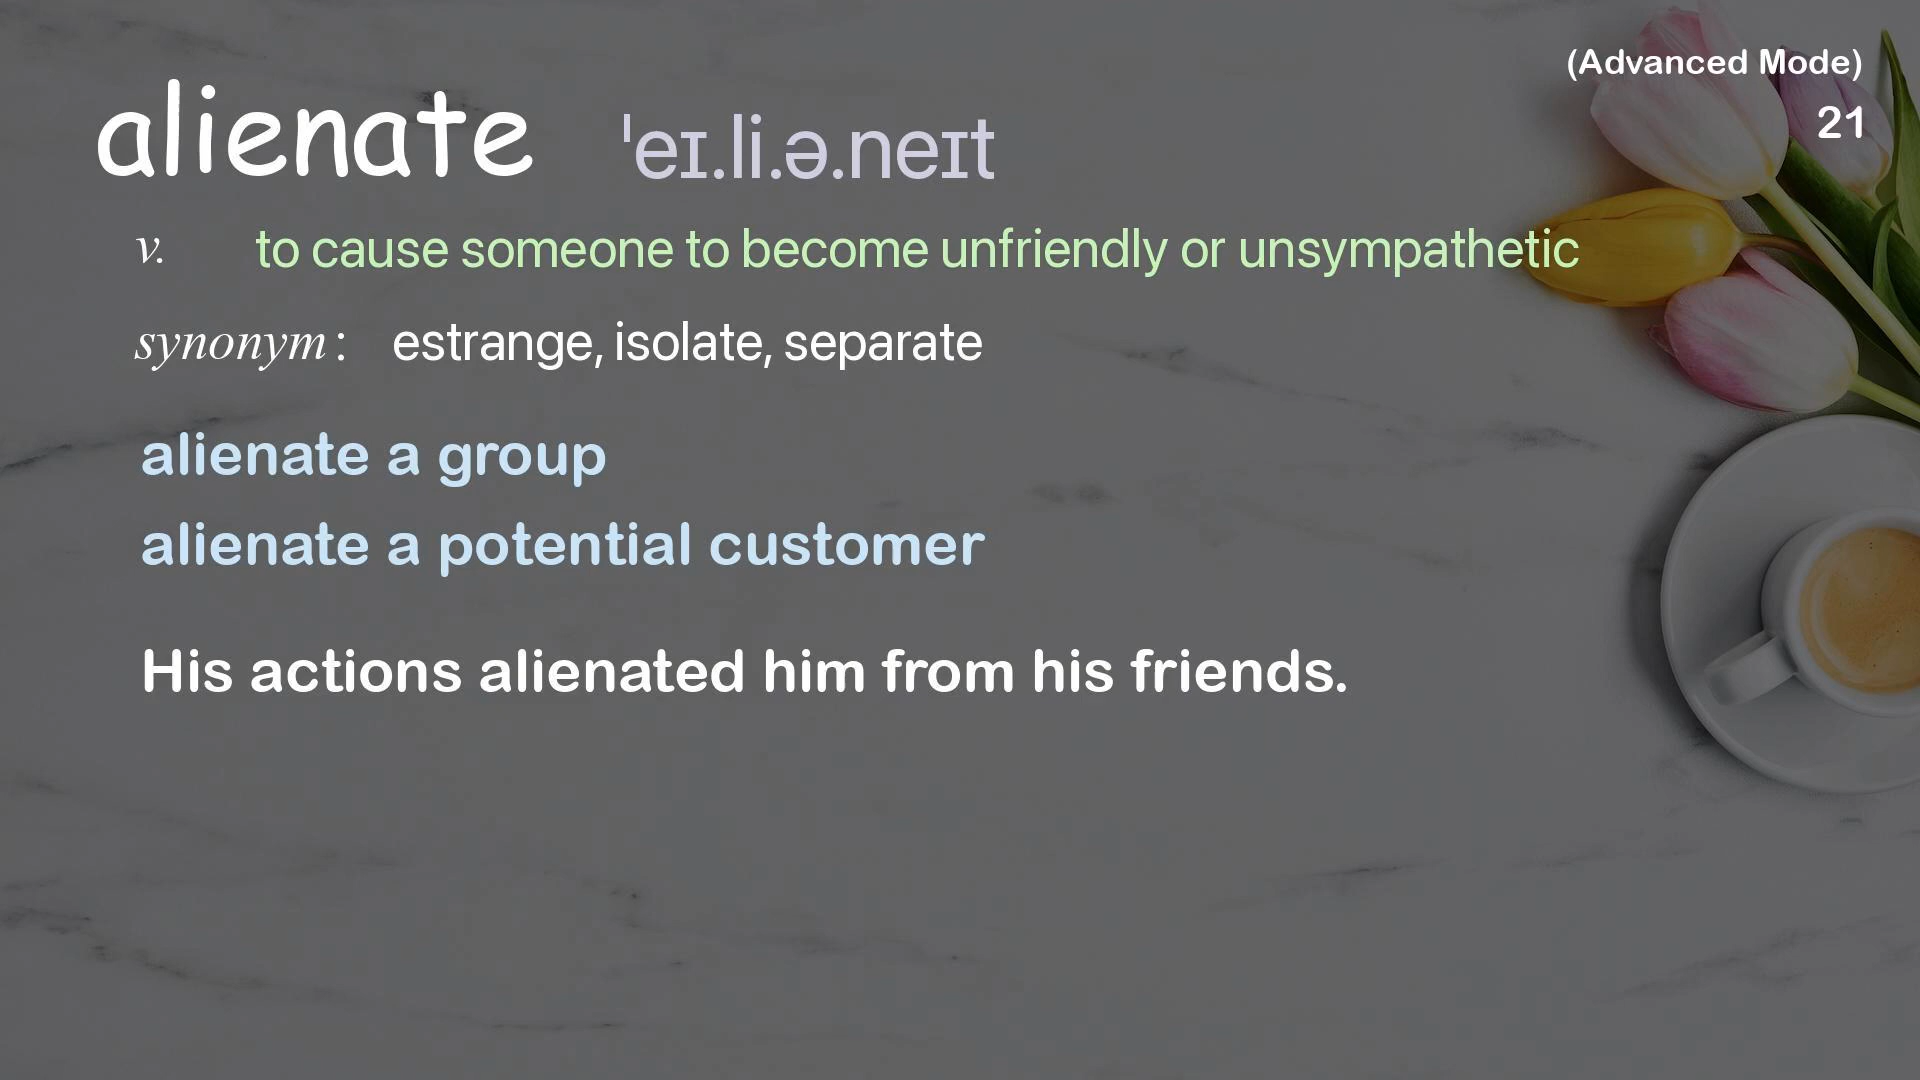 (Advanced Mode)
21
alienate ˈeɪ.li.ə.neɪt
v. to cause someone to become unfriendly or unsympathetic
synonym: estrange, isolate, separate
alienate a group
alienate a potential customer
His actions alienated him from his friends.